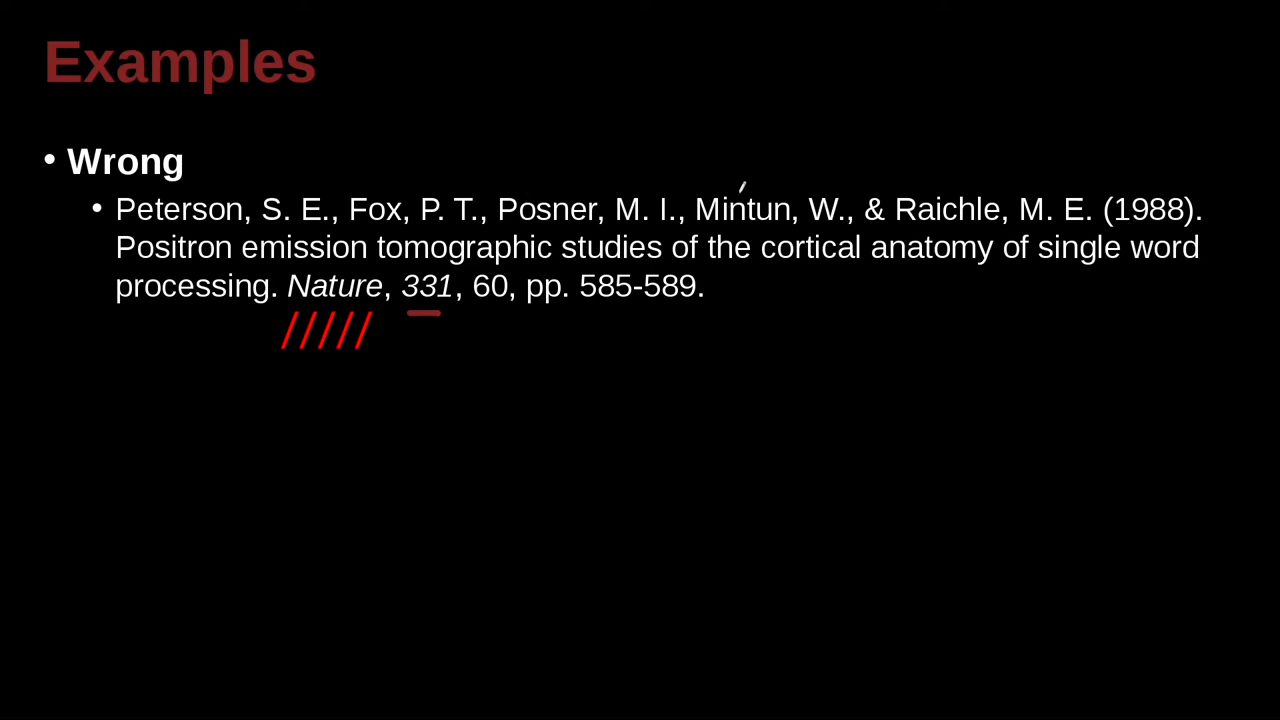 Examples
• Wrong
• Peterson, S. E., Fox, P. T., Posner, M. I., Mintun, W., & Raichle, M. E. (1988).
Positron emission tomographic studies of the cortical anatomy of single word
processing. Nature, 331, 60, pp. 585-589.